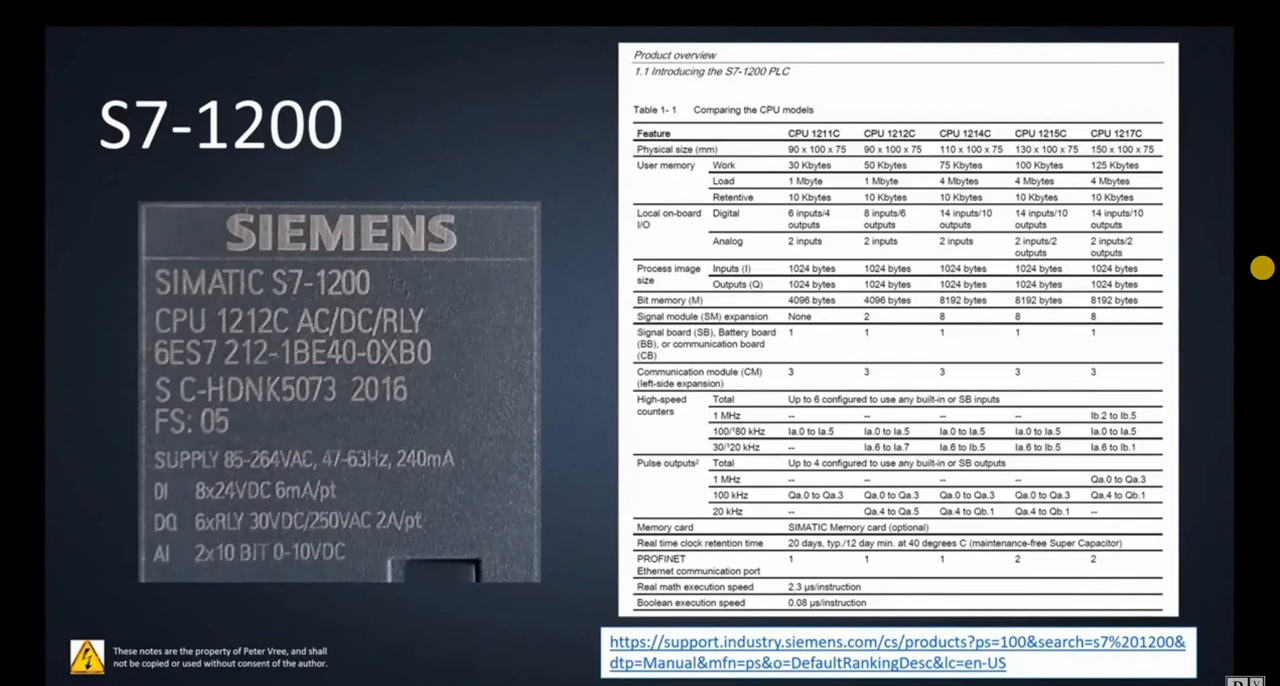 S7-1200
SIEMENS
SIMATIC S7-1200
CPU 1212C AC/DC/RLY
6ES7 212-1BE40-0XB0
S C-HDNK5073 2016
FS: 05
SUPPLY 85-264VAC, 47-63Hz, 240mA
DI 8x24VDC 6mA/pt
DQ 6xRLY 30VDC/250VAC 2A/pt
AI 2x10 BIT 0-10VDC
These notes are the property of Peter Vree, and shall
not be copied or used without consent of the author.
Product overview
1.1 Introducing the S7-1200 PLC
Table 1- 1 Comparing the CPU models
Feature CPU 1211C CPU 1212C CPU 1214C CPU 1215C CPU 1217C
Physical size (mm) 90 x 100 x 75 90 x 100 x 75 110 x 100 x 75 130 x 100 x 75 150 x 100 x 75
User memory Work 30 Kbytes 50 Kbytes 75 Kbytes 100 Kbytes 125 Kbytes
Load 1 Mbyte 1 Mbyte 4 Mbytes 4 Mbytes 4 Mbytes
Retentive 10 Kbytes 10 Kbytes 10 Kbytes 10 Kbytes 10 Kbytes
Local on-board Digital 6 inputs/4 8 inputs/6 14 inputs/10 14 inputs/10 14 inputs/10
I/O outputs outputs outputs outputs outputs
Analog 2 inputs 2 inputs 2 inputs 2 inputs/2 2 inputs/2
outputs outputs
Process image Inputs (I) 1024 bytes 1024 bytes 1024 bytes 1024 bytes 1024 bytes
size Outputs (Q) 1024 bytes 1024 bytes 1024 bytes 1024 bytes 1024 bytes
Bit memory (M) 4096 bytes 4096 bytes 8192 bytes 8192 bytes 8192 bytes
Signal module (SM) expansion None 2 8 8 8
Signal board (SB), Battery board 1 1 1 1 1
(BB), or communication board
(CB)
Communication module (CM) 3 3 3 3 3
(left-side expansion)
High-speed Total Up to 6 configured to use any built-in or SB inputs
counters
1 MHz -- -- -- -- Ib.2 to Ib.5
100/¹80 kHz Ia.0 to Ia.5 Ia.0 to Ia.5 Ia.0 to Ia.5 Ia.0 to Ia.5 Ia.0 to Ia.5
30/¹20 kHz -- Ia.6 to Ia.7 Ia.6 to Ib.5 Ia.6 to Ib.5 Ia.6 to Ib.1
Pulse outputs² Total Up to 4 configured to use any built-in or SB outputs
1 MHz -- -- -- -- Qa.0 to Qa.3
100 kHz Qa.0 to Qa.3 Qa.0 to Qa.3 Qa.0 to Qa.3 Qa.0 to Qa.3 Qa.4 to Qb.1
20 kHz -- Qa.4 to Qa.5 Qa.4 to Qb.1 Qa.4 to Qb.1 --
Memory card SIMATIC Memory card (optional)
Real time clock retention time 20 days, typ./12 day min. at 40 degrees C (maintenance-free Super Capacitor)
PROFINET 1 1 1 2 2
Ethernet communication port
Real math execution speed 2.3 μs/instruction
Boolean execution speed 0.08 μs/instruction
https://support.industry.siemens.com/cs/products?ps=100&search=s7%201200&
dtp=Manual&mfn=ps&o=DefaultRankingDesc&lc=en-US